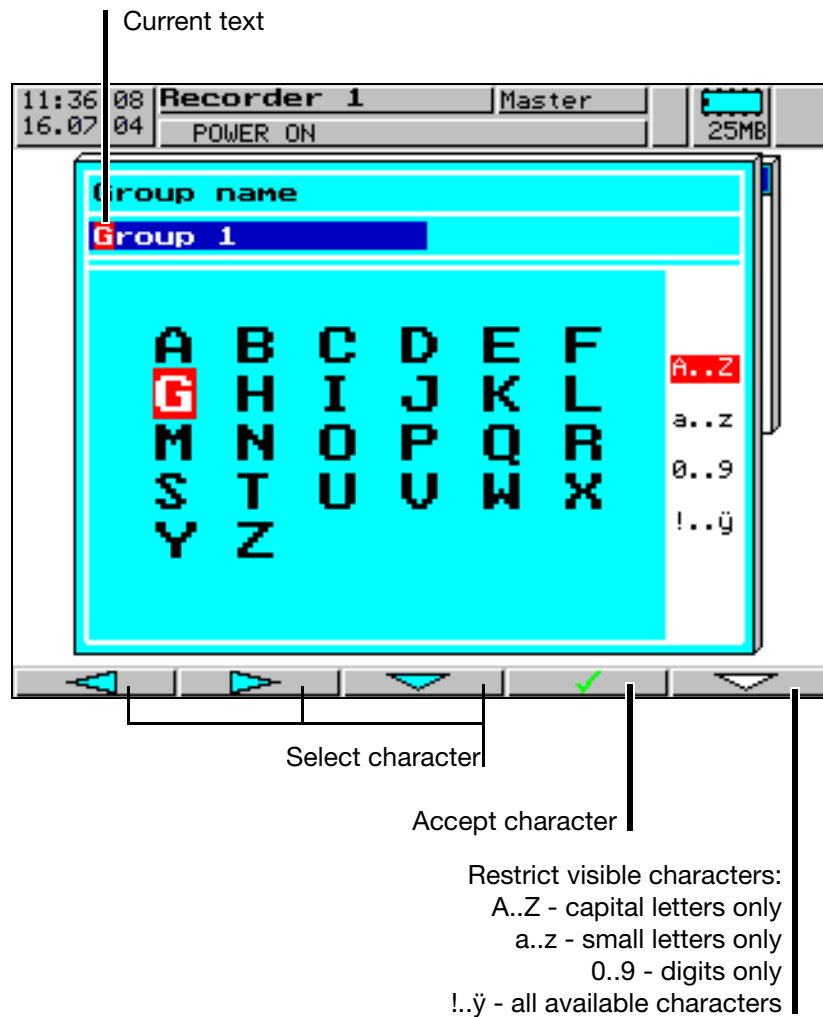 Current text
11:36 08 Recorder 1 Master
16.07 04 POWER ON 25MB
Group name
Group 1
A B C D E F
G H I J K L
M N O P Q R
S T U V W X
Y Z
A..Z
a..z
0..9
!..ÿ
Select character
Accept character
Restrict visible characters:
A..Z - capital letters only
a..z - small letters only
0..9 - digits only
!..ÿ - all available characters